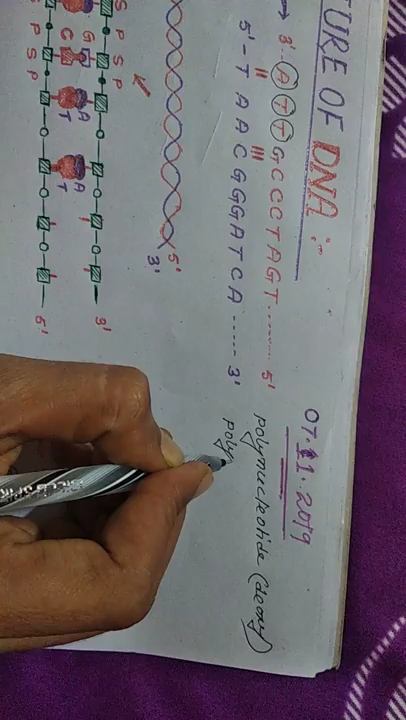 TURE OF DNA :-
07.11.2019
3'... A T T G C C C T A G T ........ 5'
polynucleotide (deoxy)
5'- T A A C G G G A T C A ----- 3'
poly
5'
3'
S P S P
G A A
C T T
S P S P
3'
5'